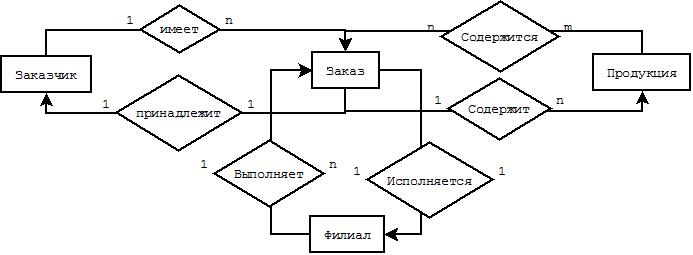 1 имеет n
n Содержится m
Заказчик
Заказ
Продукция
1 принадлежит 1
1 Содержит n
1 Выполняет n
1 Исполняется 1
Филиал